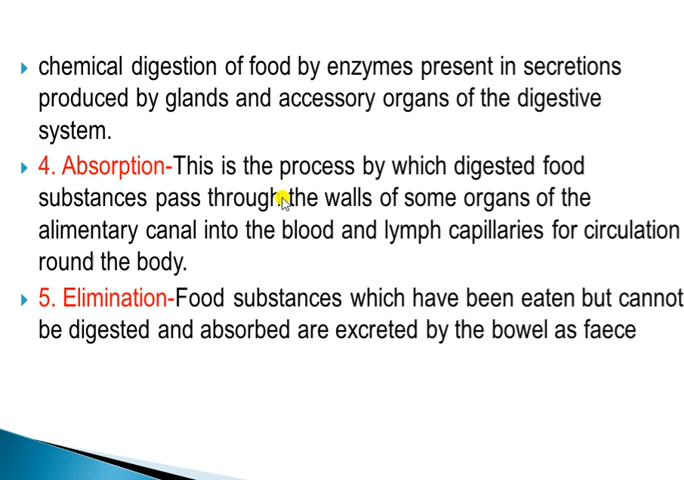 chemical digestion of food by enzymes present in secretions
produced by glands and accessory organs of the digestive
system.
4. Absorption-This is the process by which digested food
substances pass through the walls of some organs of the
alimentary canal into the blood and lymph capillaries for circulation
round the body.
5. Elimination-Food substances which have been eaten but cannot
be digested and absorbed are excreted by the bowel as faece